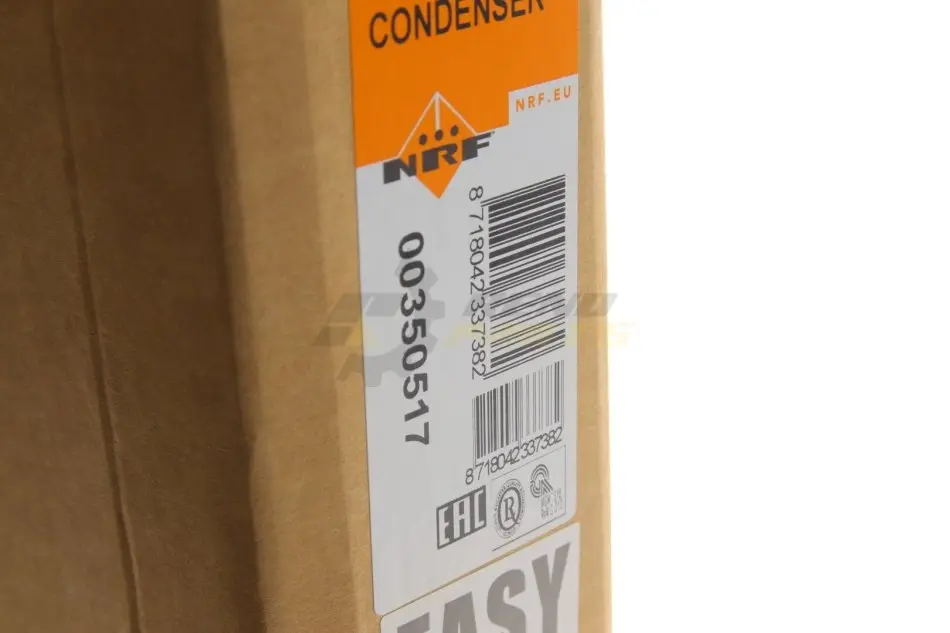 CONDENSER
NRF.EU
NRF
00350517
8 718042 337382
8 718042 337382
EAC
R
EASY